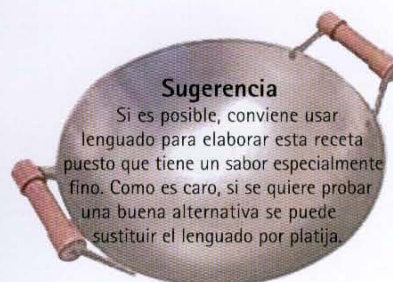 Sugerencia
Si es posible, conviene usar
lenguado para elaborar esta receta
puesto que tiene un sabor especialmente
fino. Como es caro, si se quiere probar
una buena alternativa se puede
sustituir el lenguado por platija.